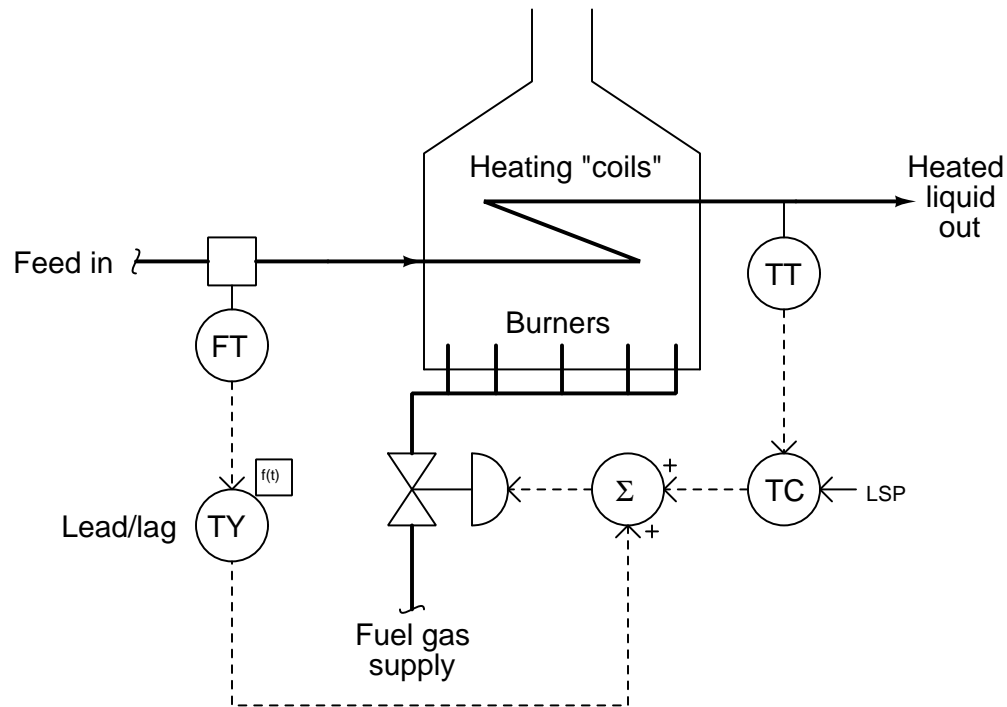 Heating "coils"
Heated
liquid
out
Feed in
TT
Burners
FT
f(t)
+
Σ
TC
LSP
Lead/lag
TY
+
Fuel gas
supply